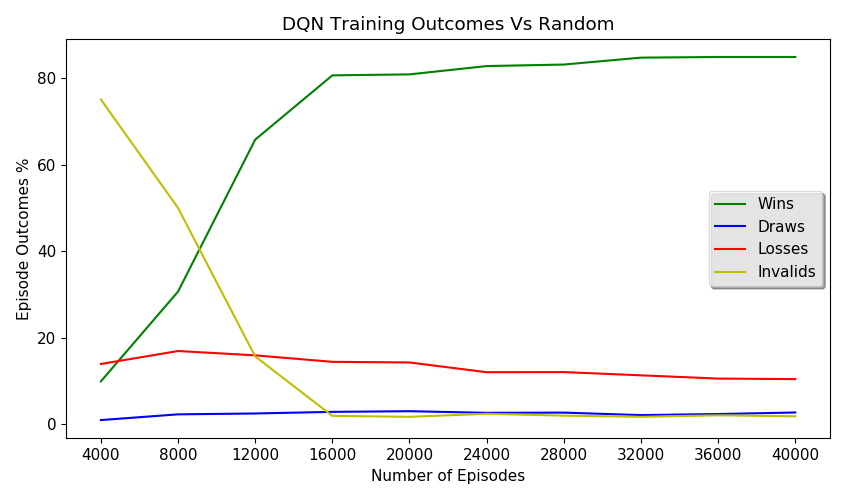 DQN Training Outcomes Vs Random
Episode Outcomes %
80
60
40
20
0
Wins
Draws
Losses
Invalids
4000 8000 12000 16000 20000 24000 28000 32000 36000 40000
Number of Episodes